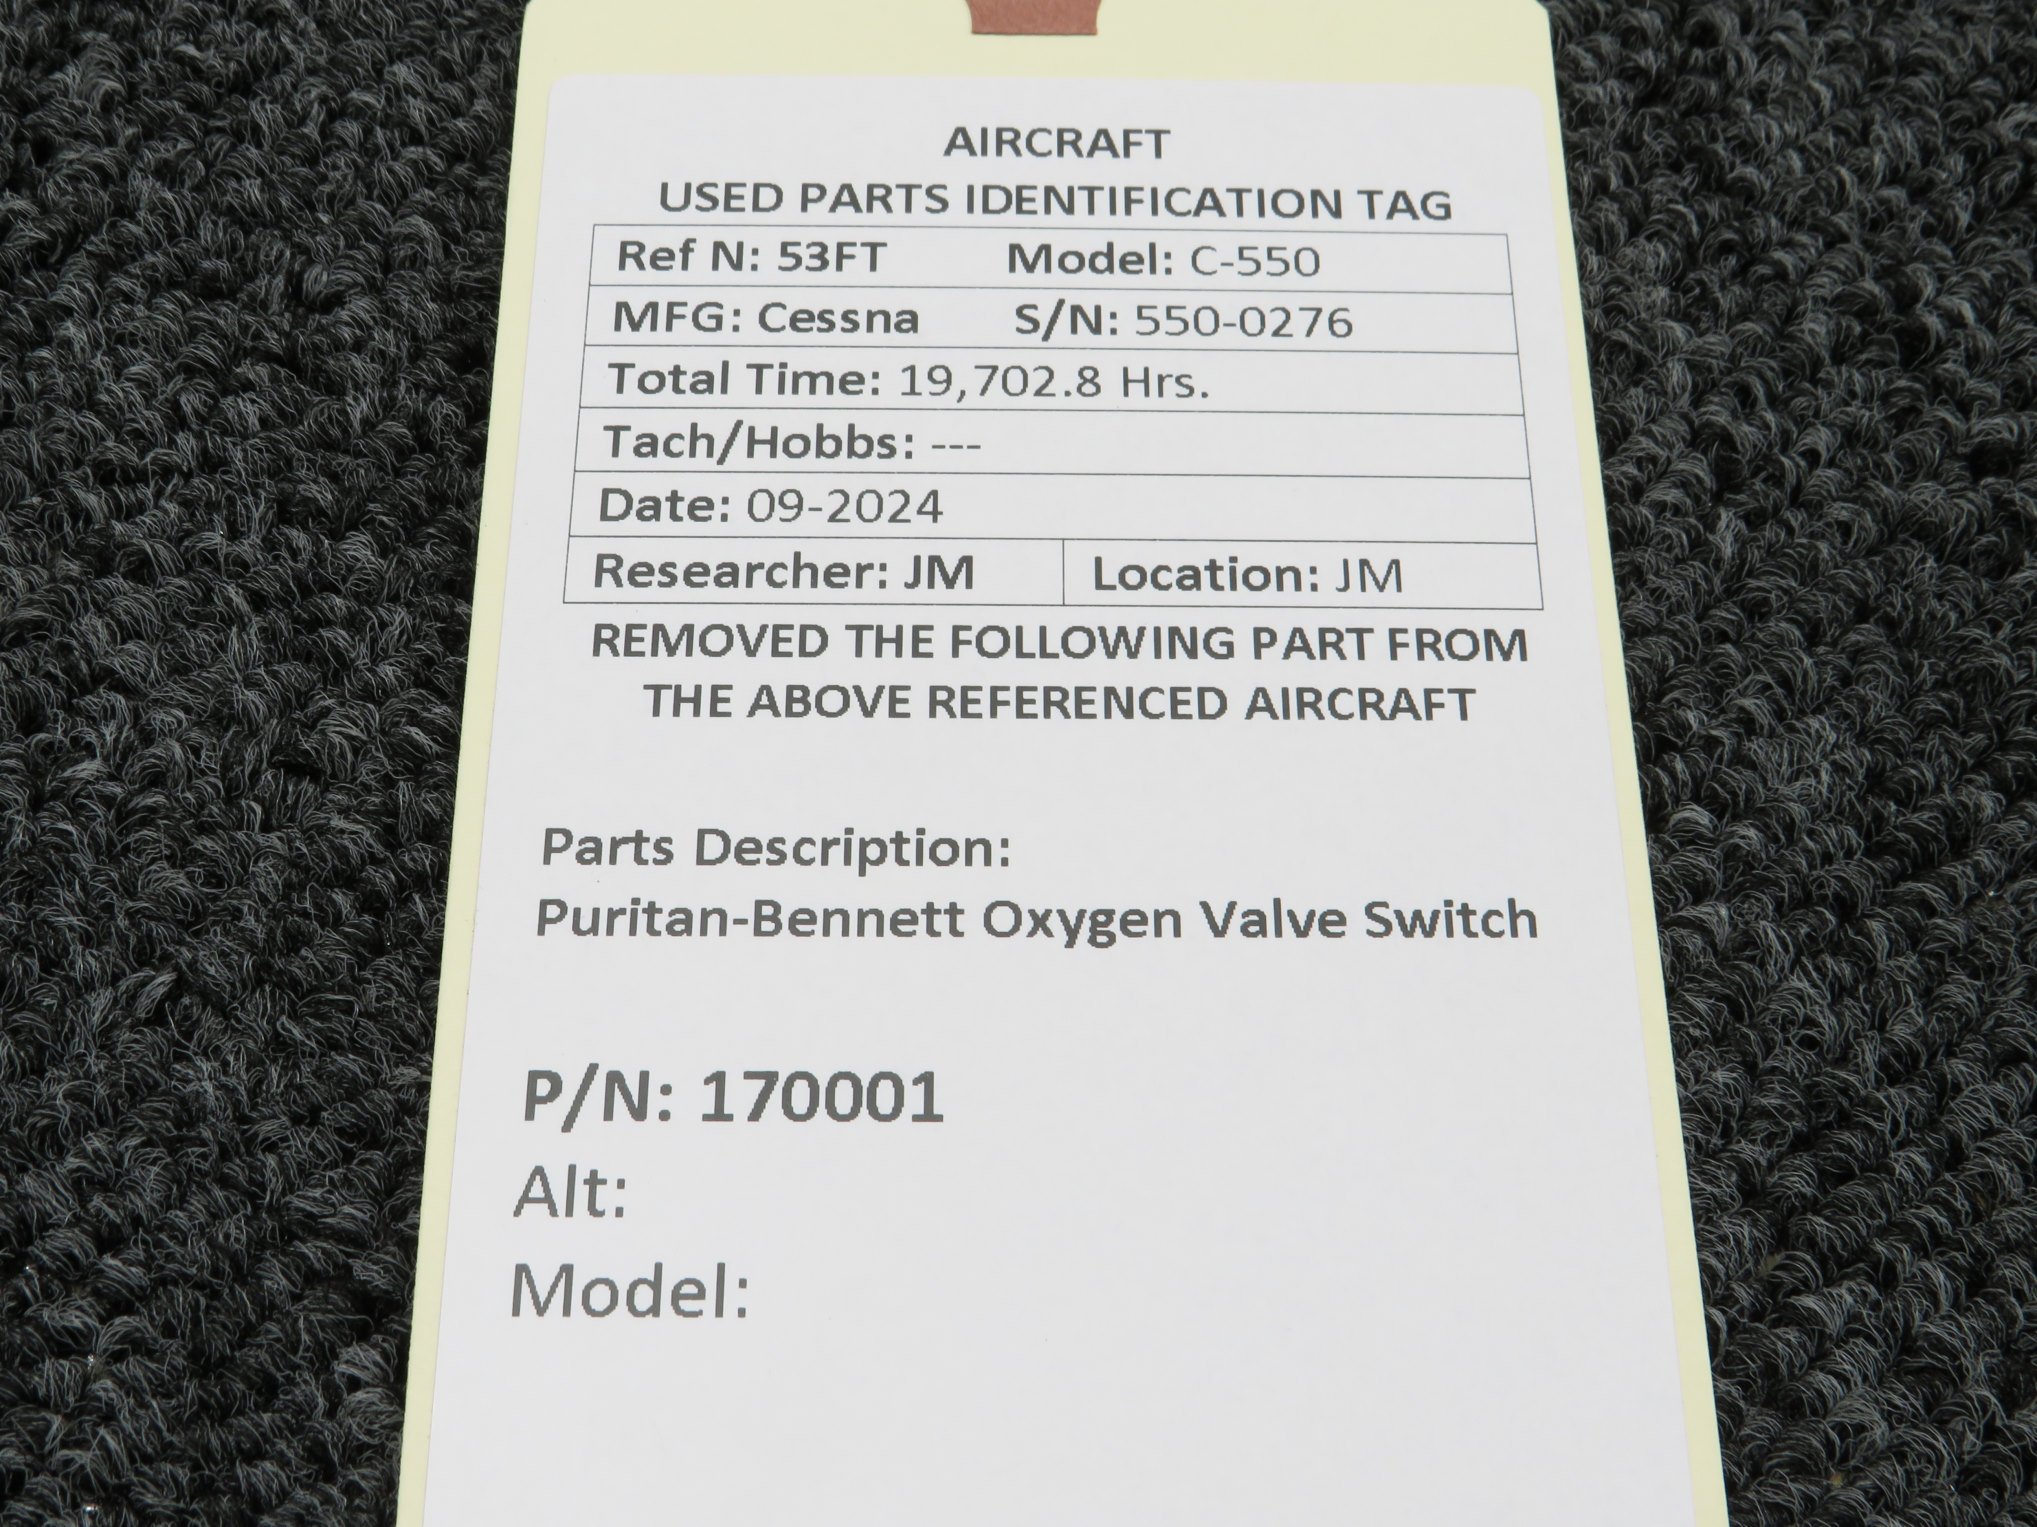 AIRCRAFT
USED PARTS IDENTIFICATION TAG
Ref N: 53FT Model: C-550
MFG: Cessna S/N: 550-0276
Total Time: 19,702.8 Hrs.
Tach/Hobbs: ---
Date: 09-2024
Researcher: JM Location: JM
REMOVED THE FOLLOWING PART FROM
THE ABOVE REFERENCED AIRCRAFT
Parts Description:
Puritan-Bennett Oxygen Valve Switch
P/N: 170001
Alt:
Model: